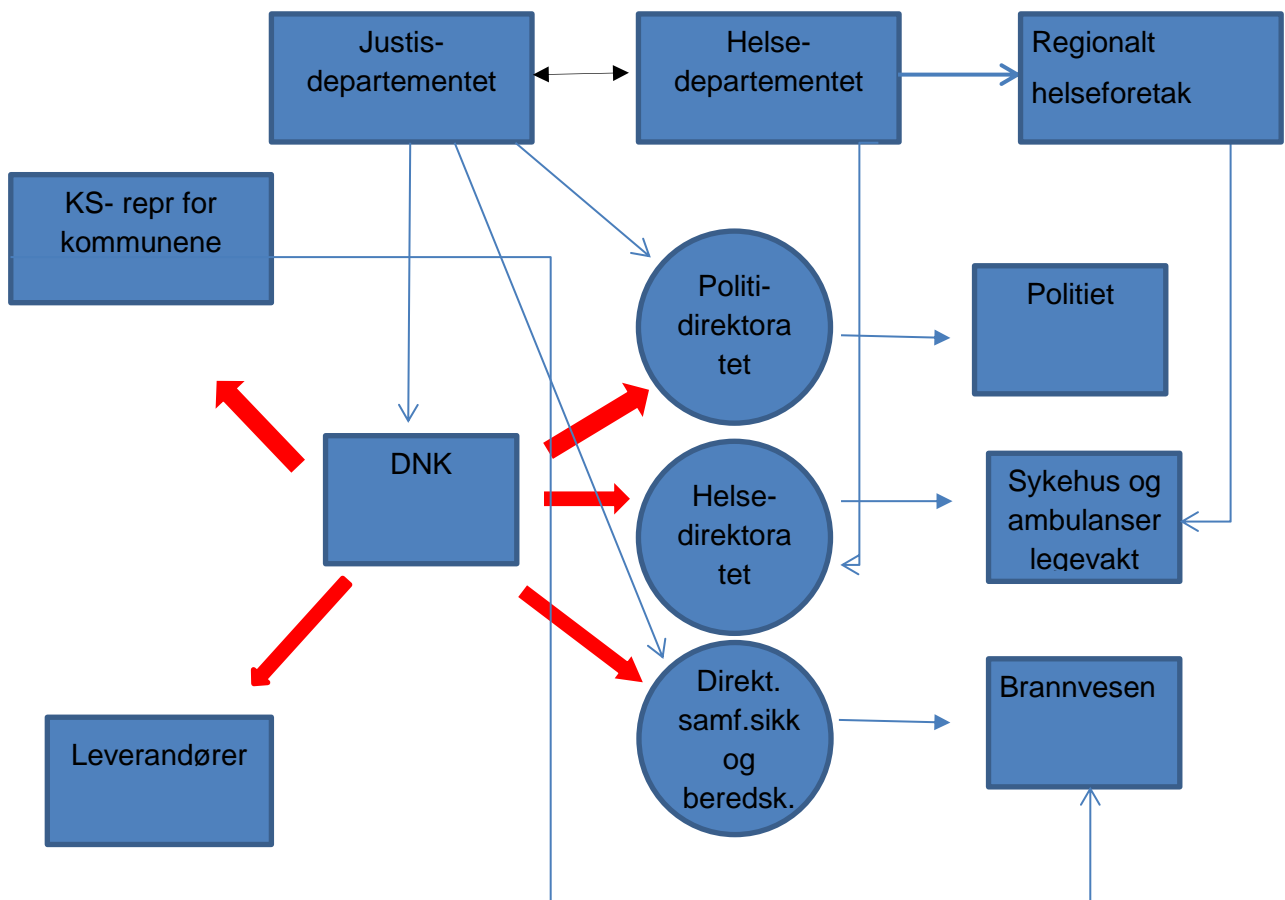 Justis-
departementet
Helse-
departementet
Regionalt
helseforetak
KS- repr for
kommunene
Politi-
direktora
tet
Politiet
DNK
Helse-
direktora
tet
Sykehus og
ambulanser
legevakt
Direkt.
samf.sikk
og
beredsk.
Brannvesen
Leverandører